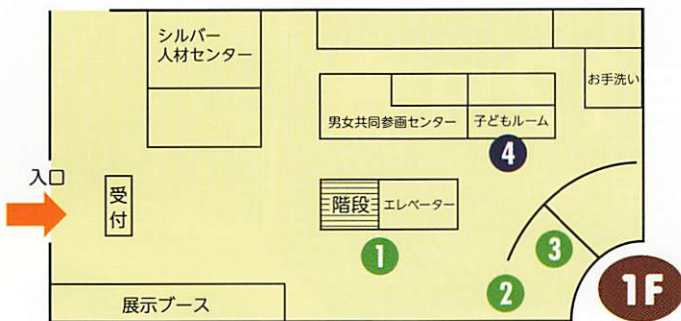 シルバー
人材センター
お手洗い
男女共同参画センター
子どもルーム
4
入口
受付
階段
エレベーター
1
3
2
1F
展示ブース